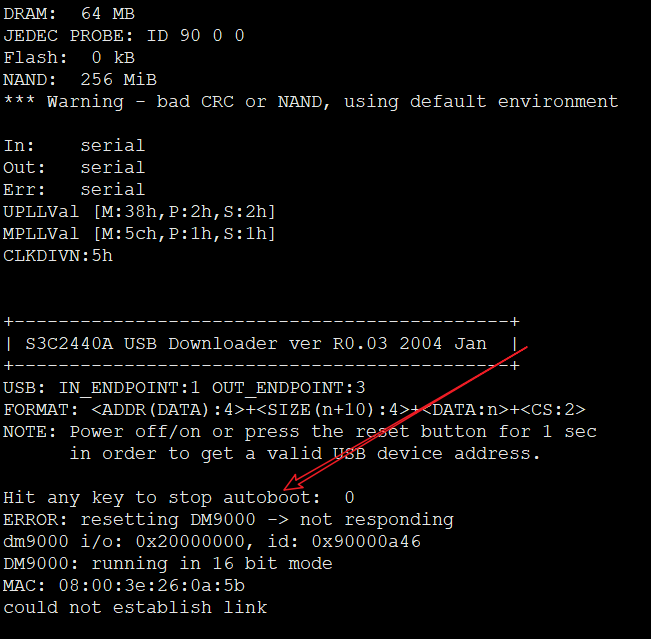 DRAM:  64 MB
JEDEC PROBE: ID 90 0 0
Flash:  0 kB
NAND:  256 MiB
*** Warning - bad CRC or NAND, using default environment
In:    serial
Out:   serial
Err:   serial
UPLLVal [M:38h,P:2h,S:2h]
MPLLVal [M:5ch,P:1h,S:1h]
CLKDIVN:5h
+---------------------------------------------+
| S3C2440A USB Downloader ver R0.03 2004 Jan  |
+---------------------------------------------+
USB: IN_ENDPOINT:1 OUT_ENDPOINT:3
FORMAT: <ADDR(DATA):4>+<SIZE(n+10):4>+<DATA:n>+<CS:2>
NOTE: Power off/on or press the reset button for 1 sec
      in order to get a valid USB device address.
Hit any key to stop autoboot:  0
ERROR: resetting DM9000 -> not responding
dm9000 i/o: 0x20000000, id: 0x90000a46
DM9000: running in 16 bit mode
MAC: 08:00:3e:26:0a:5b
could not establish link